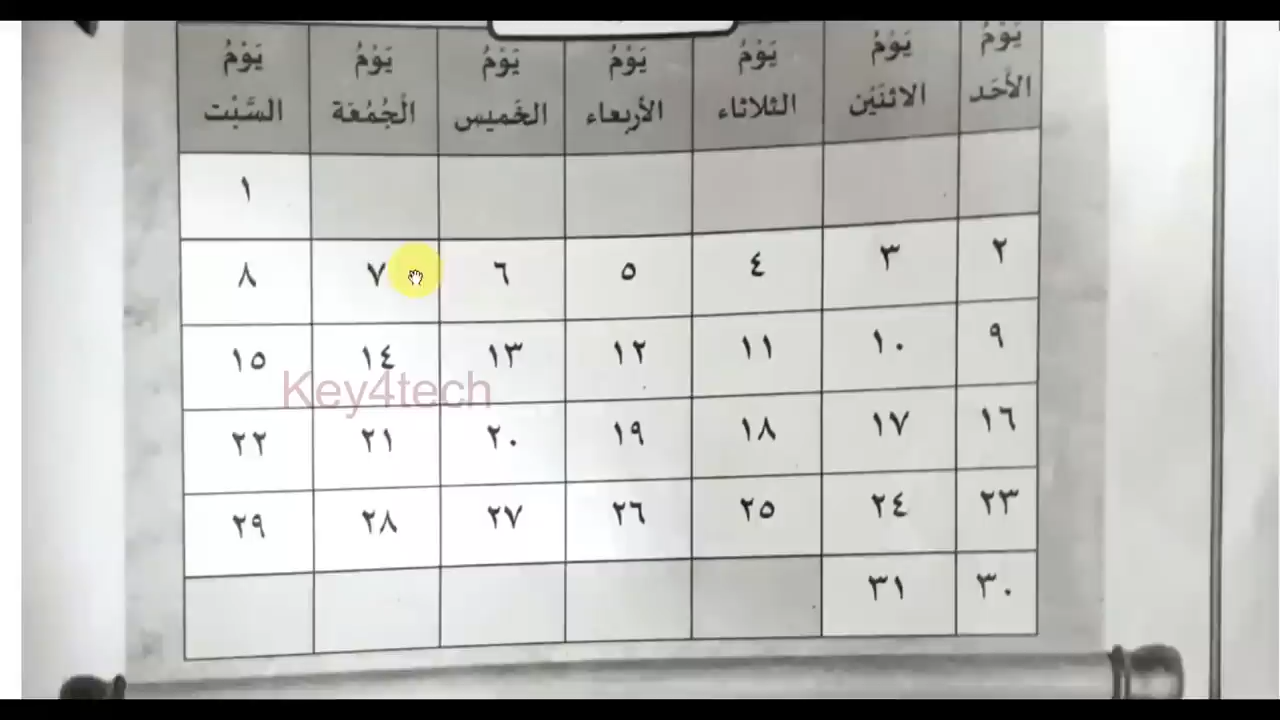 يَوْمُ الأَحَد يَوْمُ الاثنَيْن يَوْمُ الثلاثاء يَوْمُ الأربعاء يَوْمُ الخَميس يَوْمُ الْجُمُعَة يَوْمُ السَّبْت
١
٢ ٣ ٤ ٥ ٦ ٧ ٨
٩ ١٠ ١١ ١٢ ١٣ ١٤ ١٥
Key4tech
١٦ ١٧ ١٨ ١٩ ٢٠ ٢١ ٢٢
٢٣ ٢٤ ٢٥ ٢٦ ٢٧ ٢٨ ٢٩
٣٠ ٣١